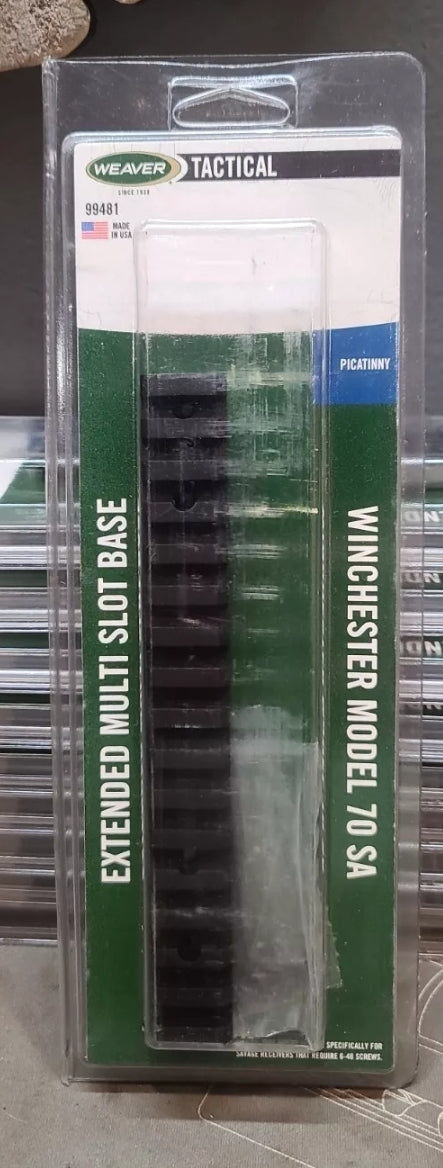 WEAVER
SINCE 1930
TACTICAL
99481
MADE
IN USA
PICATINNY
EXTENDED MULTI SLOT BASE
WINCHESTER MODEL 70 SA
SPECIFICALLY FOR
SAVAGE RECEIVERS THAT REQUIRE 6-48 SCREWS.